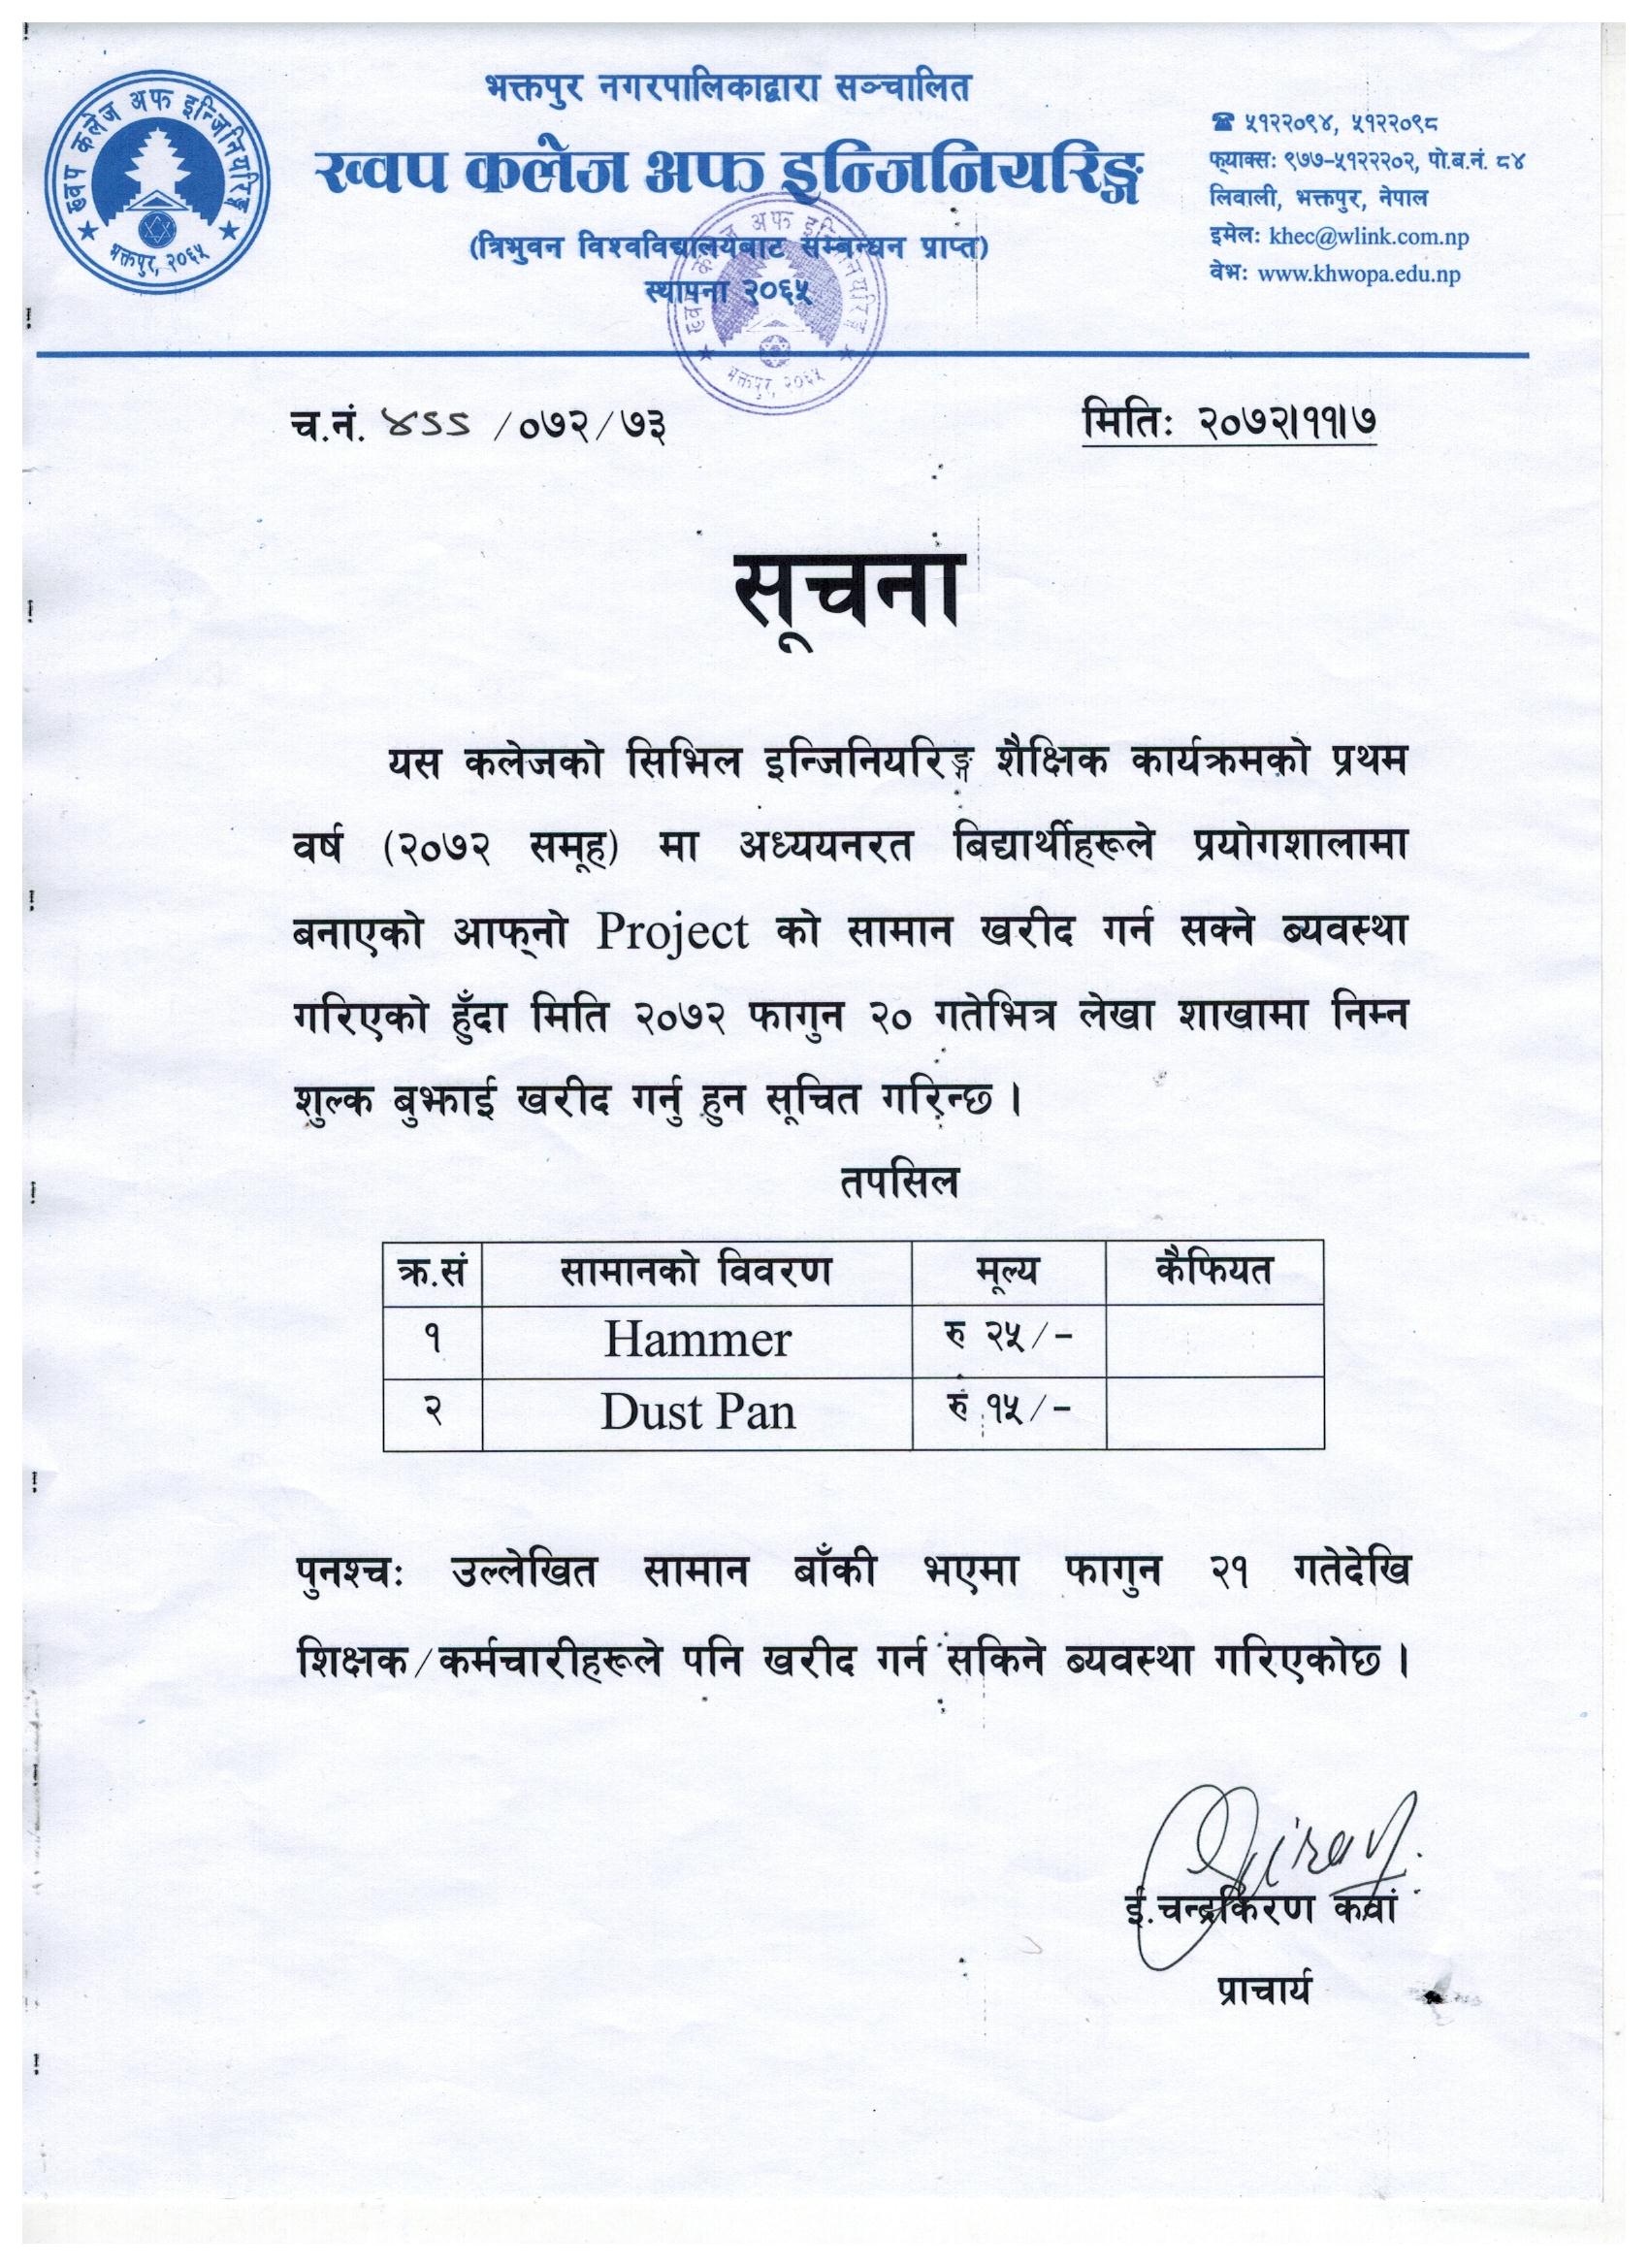 ख्वप कलेज अफ इन्जिनियरिङ्ग
भक्तपुर, २०६५
भक्तपुर नगरपालिकाद्वारा सञ्चालित
ख्वप कलेज अफ इन्जिनियरिङ्ग
(त्रिभुवन विश्वविद्यालयबाट सम्बन्धन प्राप्त)
स्थापना २०६५
☎ ५१२२०९४, ५१२२०९८
फ्याक्स: ९७७-५१२२२०२, पो.ब.नं. ८४
लिवाली, भक्तपुर, नेपाल
इमेल: khec@wlink.com.np
वेभ: www.khwopa.edu.np
च.नं. ४८८ /०७२/७३
मिति: २०७२।११।७
सूचना
यस कलेजको सिभिल इन्जिनियरिङ्ग शैक्षिक कार्यक्रमको प्रथम
वर्ष (२०७२ समूह) मा अध्ययनरत बिद्यार्थीहरूले प्रयोगशालामा
बनाएको आफ्‌नो Project को सामान खरीद गर्न सक्ने ब्यवस्था
गरिएको हुँदा मिति २०७२ फागुन २० गतेभित्र लेखा शाखामा निम्न
शुल्क बुझाई खरीद गर्नु हुन सूचित गरिन्छ ।
तपसिल
क्र.सं सामानको विवरण मूल्य कैफियत
१ Hammer रु २५/-
२ Dust Pan रु १५/-
पुनश्च: उल्लेखित सामान बाँकी भएमा फागुन २१ गतेदेखि
शिक्षक/कर्मचारीहरूले पनि खरीद गर्न सकिने ब्यवस्था गरिएकोछ ।
ई.चन्द्रकिरण कवां
प्राचार्य